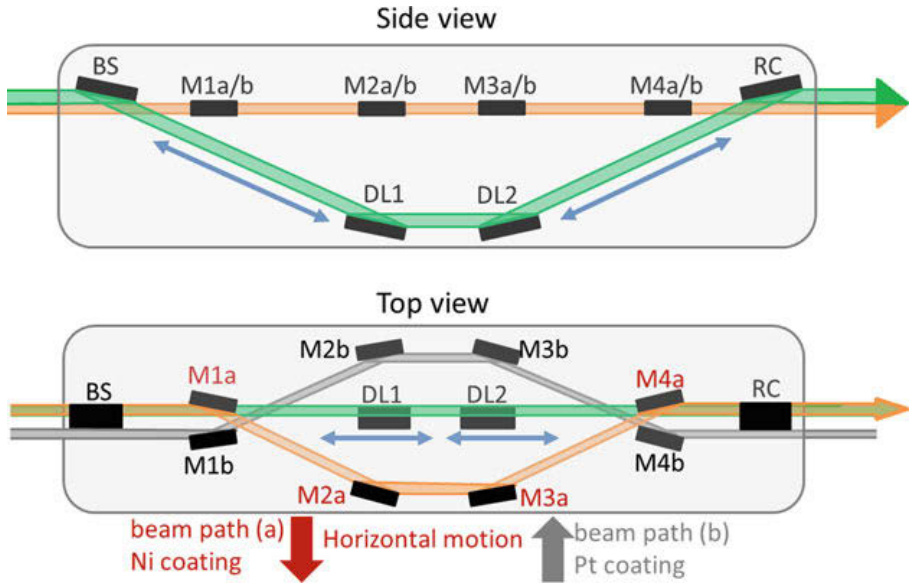 Side view
BS
M1a/b
M2a/b
M3a/b
M4a/b
RC
DL1
DL2
Top view
M2b
M3b
BS
M1a
DL1
DL2
M4a
RC
M1b
M4b
M2a
M3a
beam path (a)
Ni coating
Horizontal motion
beam path (b)
Pt coating